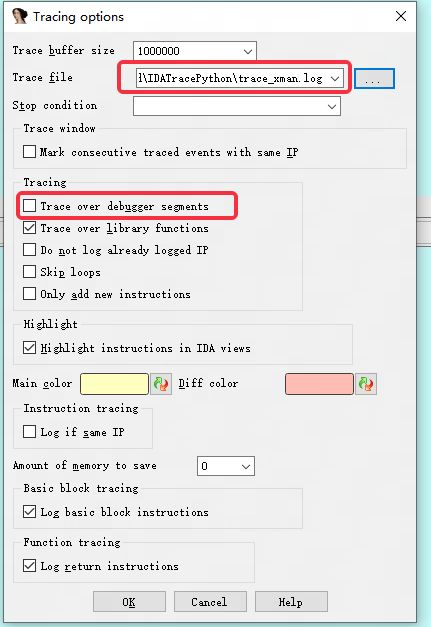 Tracing options
Trace buffer size 1000000
Trace file l\IDATracePython\trace_xman.log ...
Stop condition
Trace window
Mark consecutive traced events with same IP
Tracing
Trace over debugger segments
Trace over library functions
Do not log already logged IP
Skip loops
Only add new instructions
Highlight
Highlight instructions in IDA views
Main color Diff color
Instruction tracing
Log if same IP
Amount of memory to save 0
Basic block tracing
Log basic block instructions
Function tracing
Log return instructions
OK Cancel Help